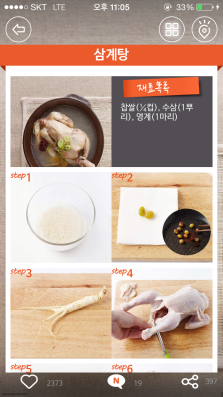 SKT LTE 오후 11:05 33%
삼계탕
재료목록
찹쌀(¼컵), 수삼(1뿌
리), 영계(1마리)
step1
step2
step3
step4
step5
step6
2373
N
19
397